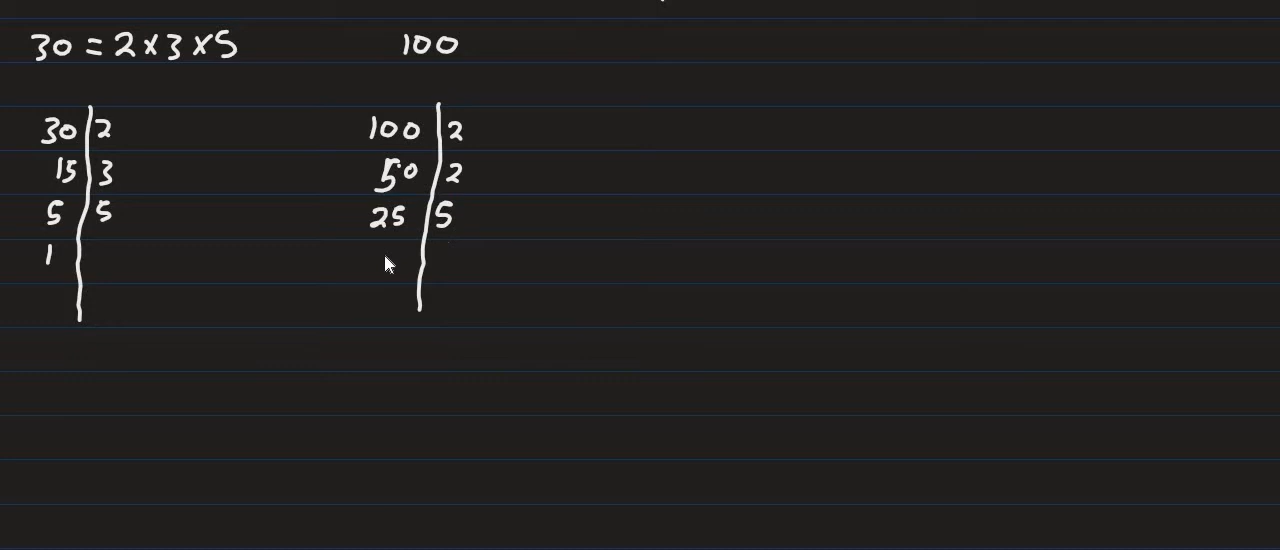 30 = 2 × 3 × 5
100
30 | 2
15 | 3
5 | 5
1 |
100 | 2
50 | 2
25 | 5